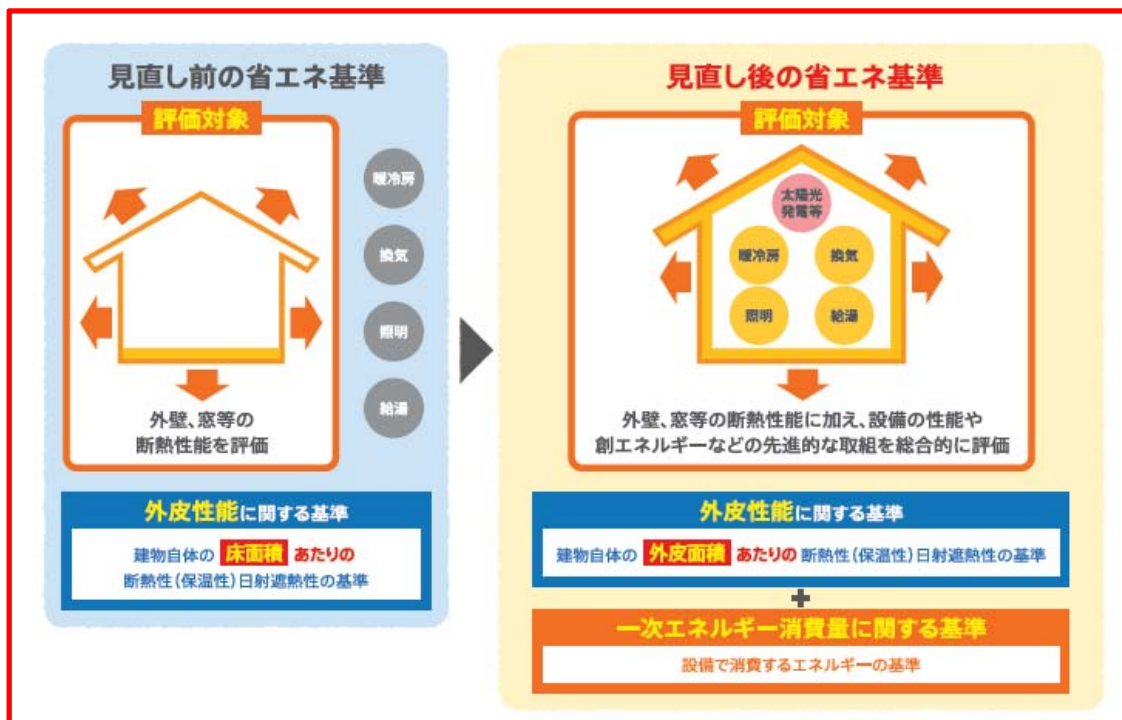 見直し前の省エネ基準
評価対象
暖冷房
換気
照明
給湯
外壁、窓等の
断熱性能を評価
外皮性能に関する基準
建物自体の 床面積 あたりの
断熱性(保温性)日射遮熱性の基準
見直し後の省エネ基準
評価対象
太陽光
発電等
暖冷房
換気
照明
給湯
外壁、窓等の断熱性能に加え、設備の性能や
創エネルギーなどの先進的な取組を総合的に評価
外皮性能に関する基準
建物自体の 外皮面積 あたりの 断熱性(保温性)日射遮熱性の基準
+
一次エネルギー消費量に関する基準
設備で消費するエネルギーの基準